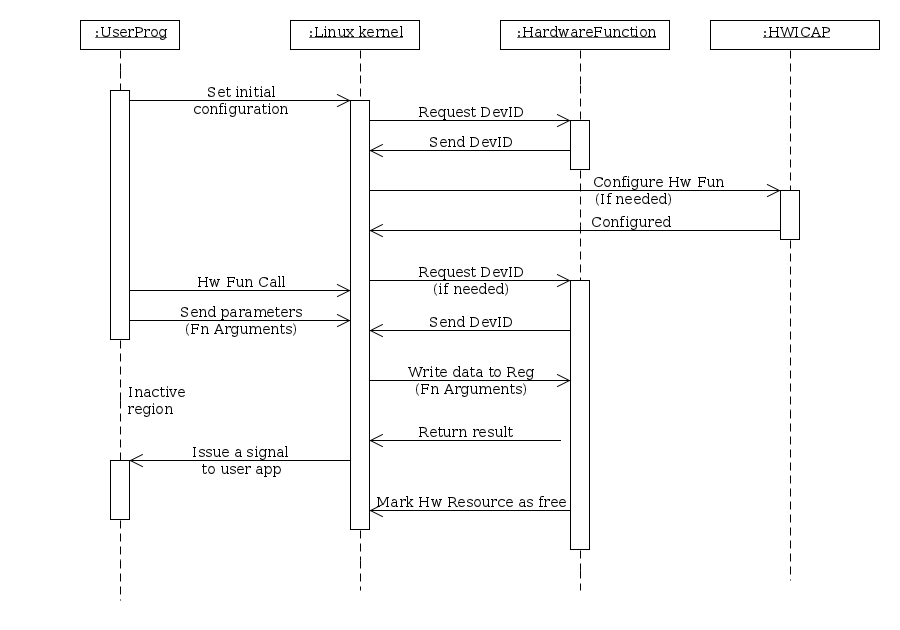 :UserProg
:Linux kernel
:HardwareFunction
:HWICAP
Set initial
configuration
Request DevID
Send DevID
Configure Hw Fun
(If needed)
Configured
Hw Fun Call
Request DevID
(if needed)
Send parameters
(Fn Arguments)
Send DevID
Write data to Reg
(Fn Arguments)
Inactive
region
Return result
Issue a signal
to user app
Mark Hw Resource as free